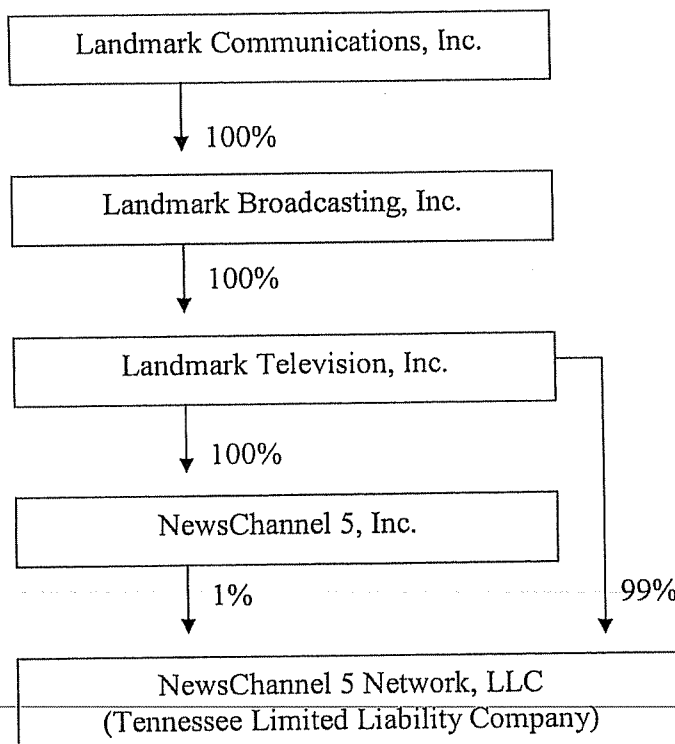 Landmark Communications, Inc.
100%
Landmark Broadcasting, Inc.
100%
Landmark Television, Inc.
100%
NewsChannel 5, Inc.
1%
99%
NewsChannel 5 Network, LLC
(Tennessee Limited Liability Company)